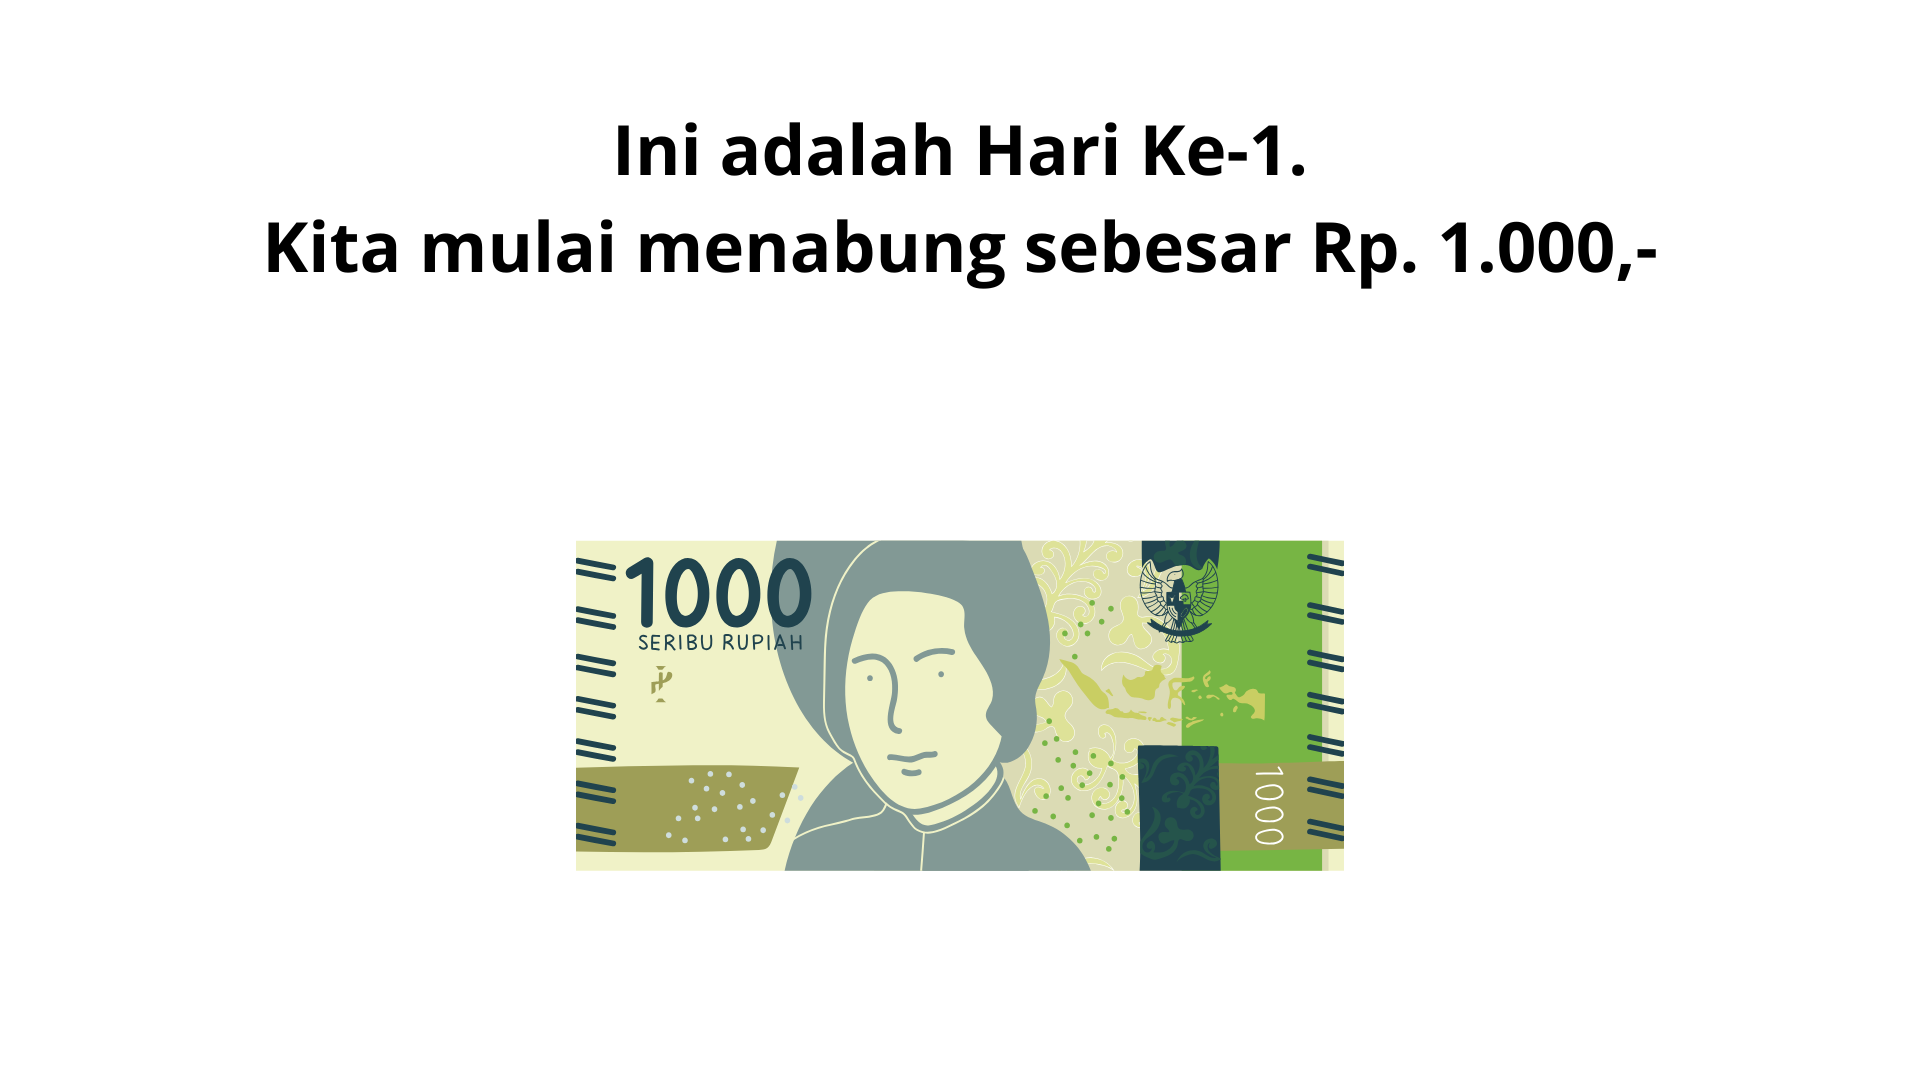 Ini adalah Hari Ke-1.
Kita mulai menabung sebesar Rp. 1.000,-
1000
SERIBU RUPIAH
1000